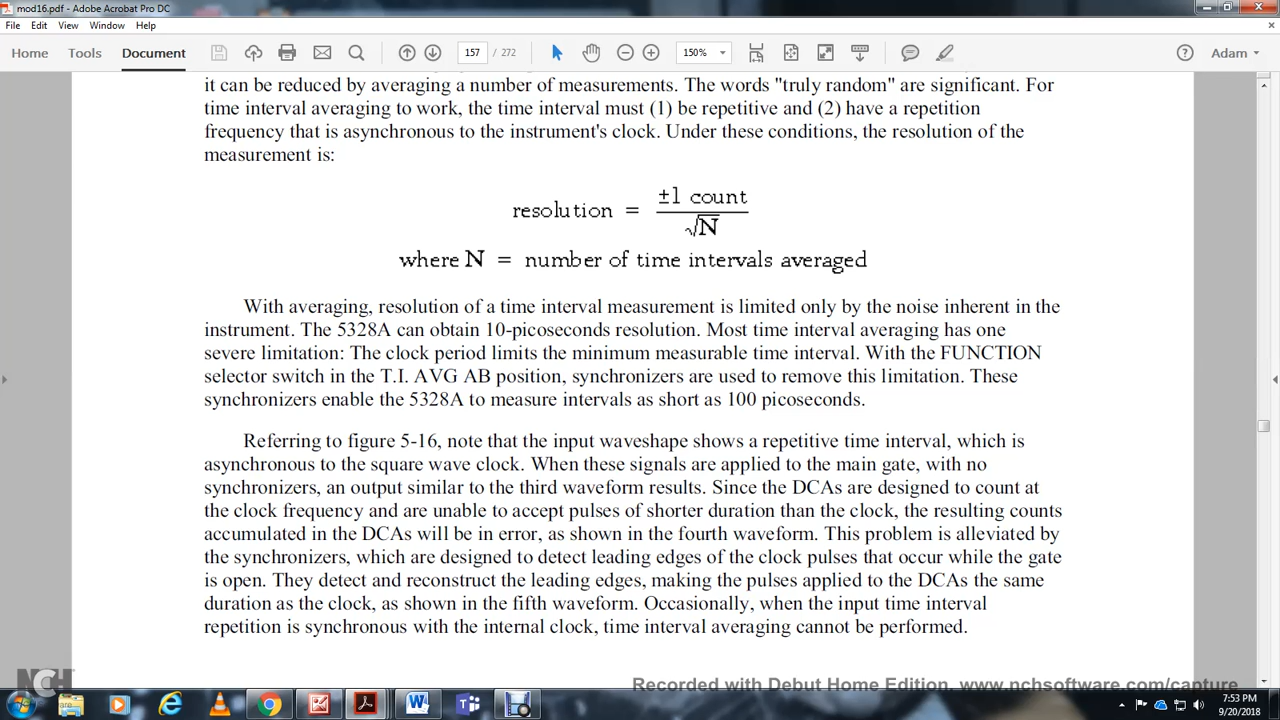 mod16.pdf - Adobe Acrobat Pro DC
File Edit View Window Help
Home Tools Document 157 / 272 150% Adam
it can be reduced by averaging a number of measurements. The words "truly random" are significant. For
time interval averaging to work, the time interval must (1) be repetitive and (2) have a repetition
frequency that is asynchronous to the instrument's clock. Under these conditions, the resolution of the
measurement is:
resolution = ±1 count / √N
where N = number of time intervals averaged
With averaging, resolution of a time interval measurement is limited only by the noise inherent in the
instrument. The 5328A can obtain 10-picoseconds resolution. Most time interval averaging has one
severe limitation: The clock period limits the minimum measurable time interval. With the FUNCTION
selector switch in the T.I. AVG AB position, synchronizers are used to remove this limitation. These
synchronizers enable the 5328A to measure intervals as short as 100 picoseconds.
Referring to figure 5-16, note that the input waveshape shows a repetitive time interval, which is
asynchronous to the square wave clock. When these signals are applied to the main gate, with no
synchronizers, an output similar to the third waveform results. Since the DCAs are designed to count at
the clock frequency and are unable to accept pulses of shorter duration than the clock, the resulting counts
accumulated in the DCAs will be in error, as shown in the fourth waveform. This problem is alleviated by
the synchronizers, which are designed to detect leading edges of the clock pulses that occur while the gate
is open. They detect and reconstruct the leading edges, making the pulses applied to the DCAs the same
duration as the clock, as shown in the fifth waveform. Occasionally, when the input time interval
repetition is synchronous with the internal clock, time interval averaging cannot be performed.
NCH
Recorded with Debut Home Edition. www.nchsoftware.com/capture
7:53 PM
9/20/2018